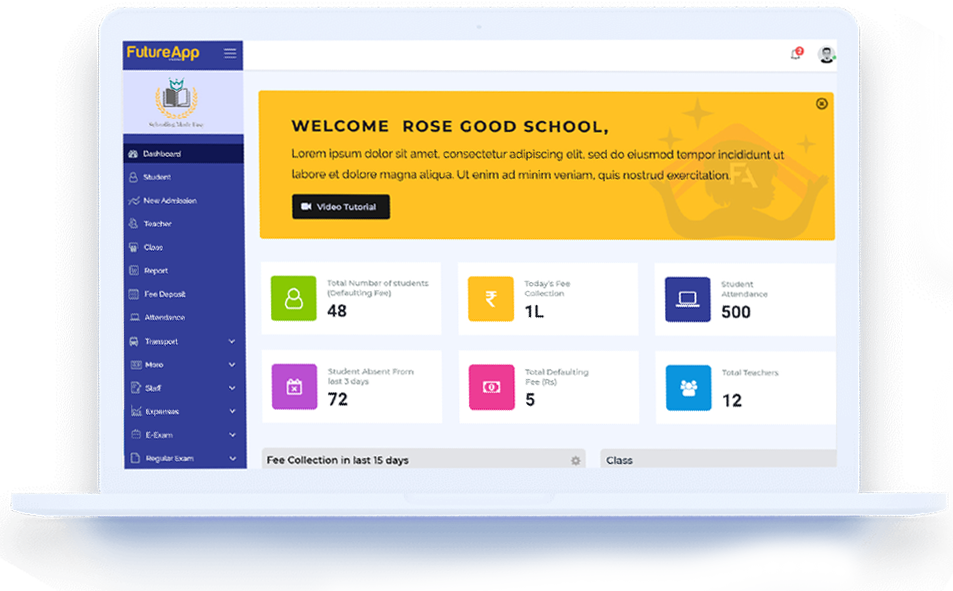 FutureApp
2
Schooling Made Easy
Dashboard
Student
New Admission
Teacher
Class
Report
Fee Deposit
Attendance
Transport
More
Staff
Expenses
E-Exam
Regular Exam
WELCOME ROSE GOOD SCHOOL,
Lorem ipsum dolor sit amet, consectetur adipiscing elit, sed do eiusmod tempor incididunt ut
labore et dolore magna aliqua. Ut enim ad minim veniam, quis nostrud exercitation.
FA
Video Tutorial
Total Number of students
(Defaulting Fee)
48
₹
Today's Fee
Collection
1L
Student
Attendance
500
Student Absent From
last 3 days
72
Total Defaulting
Fee (Rs)
5
Total Teachers
12
Fee Collection in last 15 days
Class